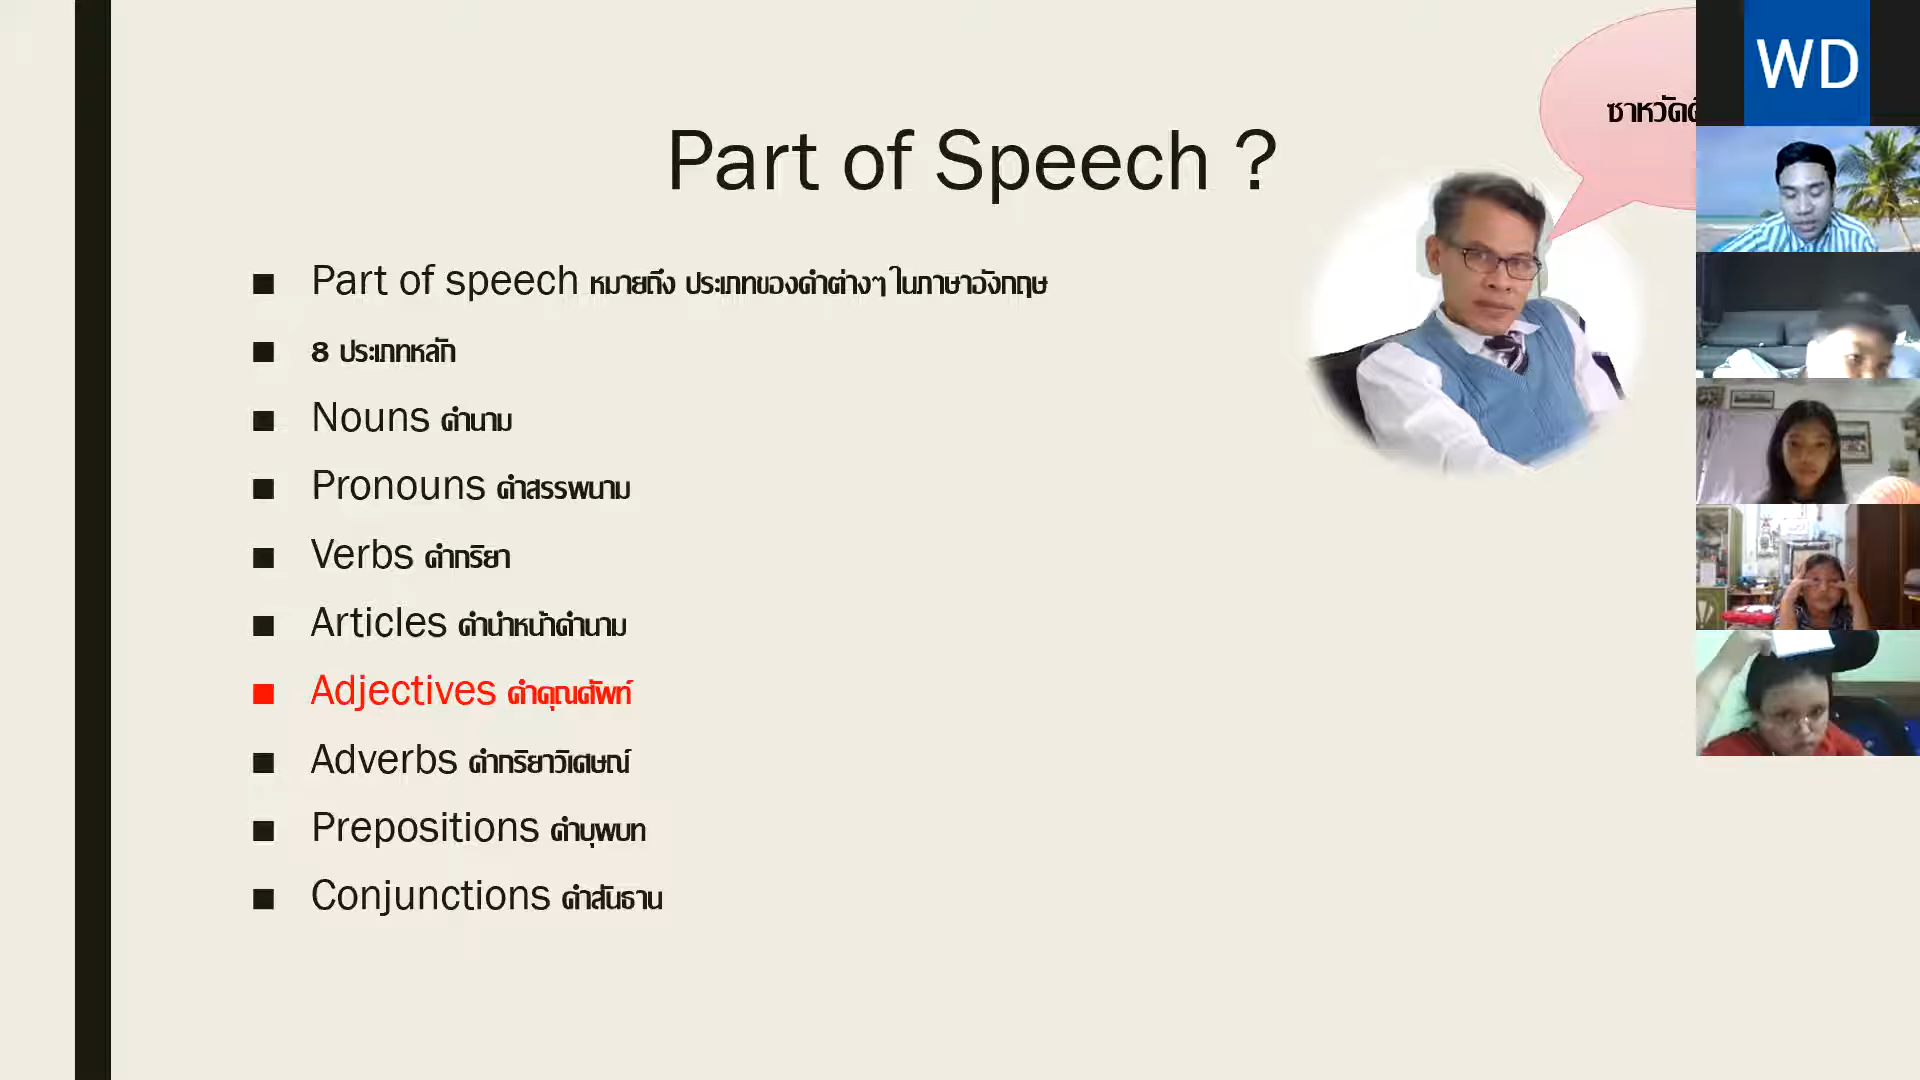 WD
ซาหวัดดี
Part of Speech ?
Part of speech หมายถึง ประเภทของคำต่างๆ ในภาษาอังกฤษ
8 ประเภทหลัก
Nouns คำนาม
Pronouns คำสรรพนาม
Verbs คำกริยา
Articles คำนำหน้าคำนาม
Adjectives คำคุณศัพท์
Adverbs คำกริยาวิเศษณ์
Prepositions คำบุพบท
Conjunctions คำสันธาน